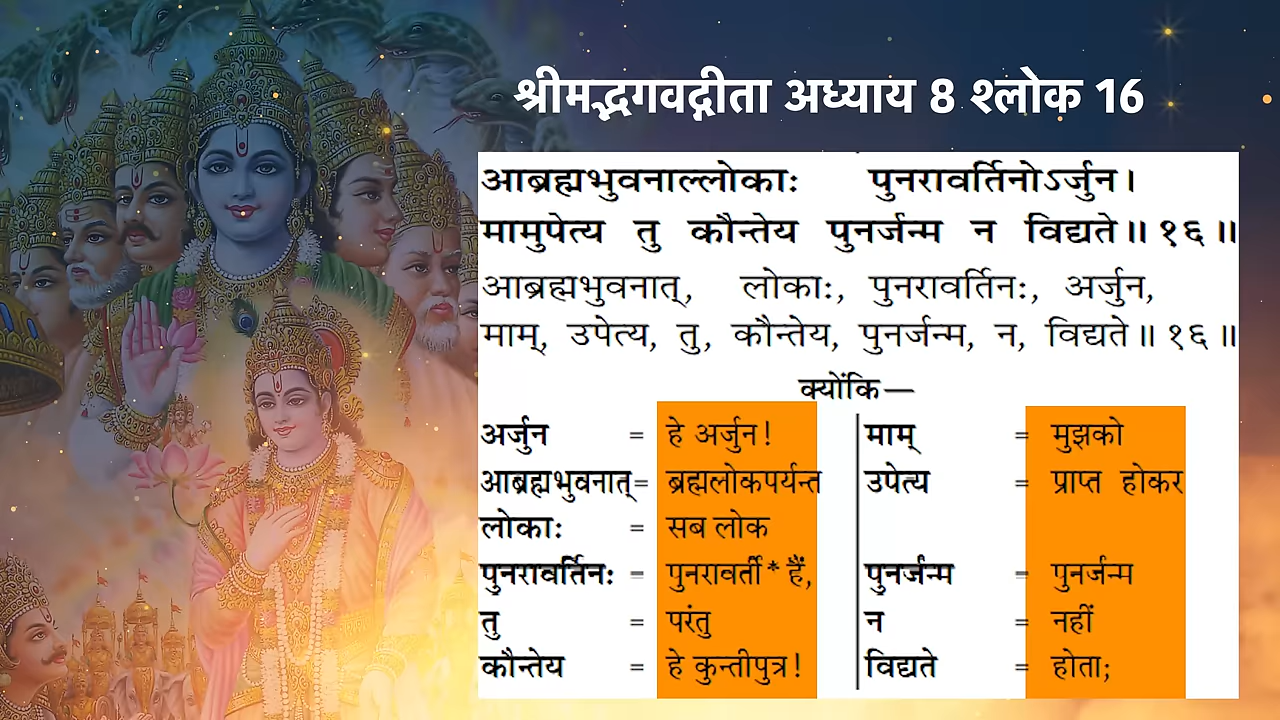 श्रीमद्भगवद्गीता अध्याय 8 श्लोक 16
आब्रह्मभुवनाल्लोकाः पुनरावर्तिनोऽर्जुन।
मामुपेत्य तु कौन्तेय पुनर्जन्म न विद्यते॥ १६॥
आब्रह्मभुवनात्, लोकाः, पुनरावर्तिनः, अर्जुन,
माम्, उपेत्य, तु, कौन्तेय, पुनर्जन्म, न, विद्यते॥ १६॥
क्योंकि—
अर्जुन = हे अर्जुन!
आब्रह्मभुवनात् = ब्रह्मलोकपर्यन्त
लोकाः = सब लोक
पुनरावर्तिनः = पुनरावर्ती* हैं,
तु = परंतु
कौन्तेय = हे कुन्तीपुत्र!
माम् = मुझको
उपेत्य = प्राप्त होकर
पुनर्जन्म = पुनर्जन्म
न = नहीं
विद्यते = होता;